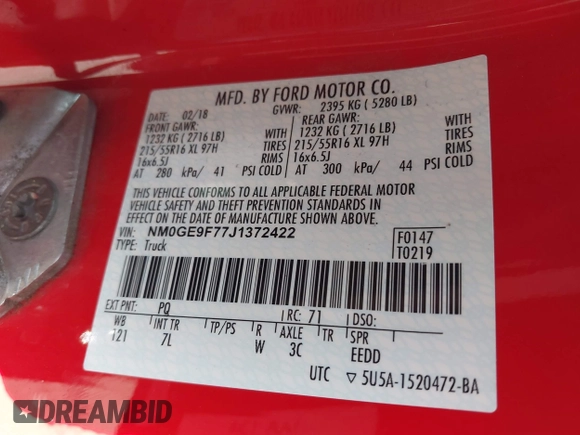 MFD. BY FORD MOTOR CO.
DATE: 02/18 GVWR: 2395 KG ( 5280 LB)
FRONT GAWR: REAR GAWR:
1232 KG ( 2716 LB) WITH 1232 KG ( 2716 LB) WITH
215/55R16 XL 97H TIRES 215/55R16 XL 97H TIRES
16x6.5J RIMS 16x6.5J RIMS
AT 280 kPa/ 41 PSI COLD AT 300 kPa/ 44 PSI COLD
THIS VEHICLE CONFORMS TO ALL APPLICABLE FEDERAL MOTOR
VEHICLE SAFETY AND THEFT PREVENTION STANDARDS IN
EFFECT ON THE DATE OF MANUFACTURE SHOWN ABOVE.
VIN: NM0GE9F77J1372422 F0147
TYPE: Truck T0219
EXT PNT: PQ RC: 71 DSO:
WB INT TR TP/PS R AXLE TR SPR
121 7L W 3C EEDD
UTC ▽ 5U5A-1520472-BA
DREAMBID